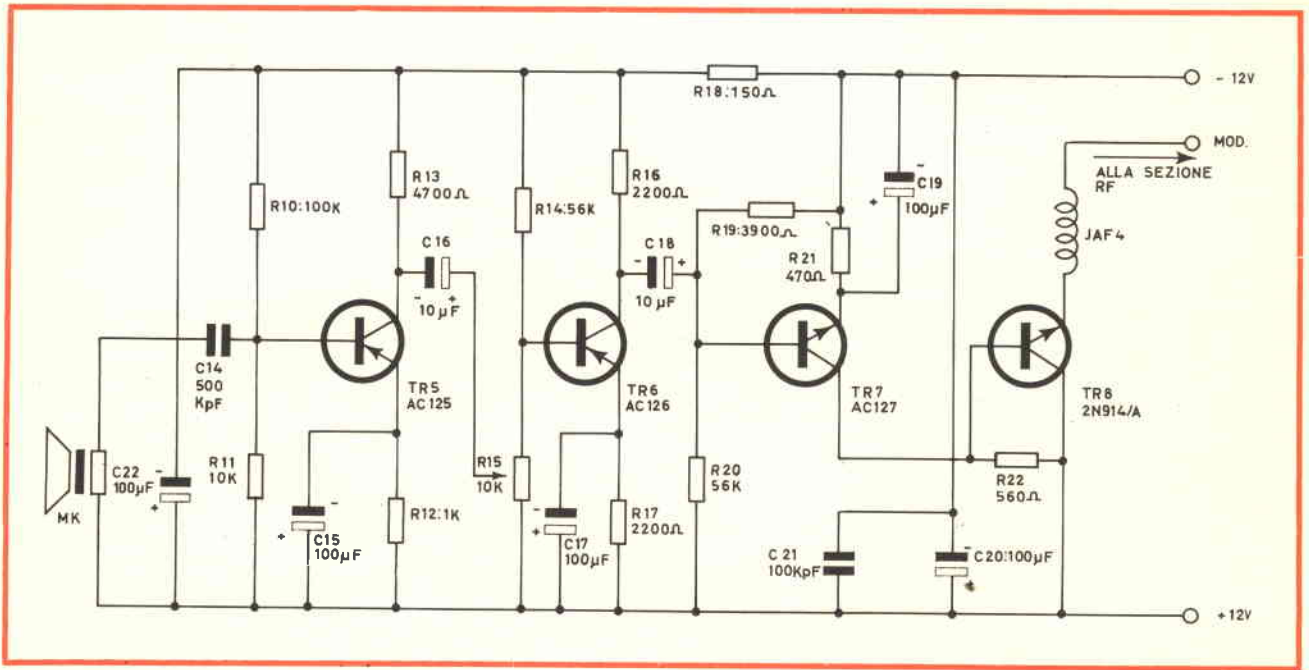 - 12V
R18:150Ω
MOD.
ALLA SEZIONE
RF
R13
4700Ω
R16
2200Ω
C19
100µF
-
+
R10:100K
R14:56K
R19:3900Ω
JAF4
C16
- +
10µF
C18
- +
10µF
R21
470Ω
C14
500
KpF
TR5
AC125
TR6
AC126
TR7
AC127
TR8
2N914/A
MK
C22
100µF
-
+
R11
10K
R15
10K
R20
56K
R22
560Ω
C15
100µF
-
+
R12:1K
C17
100µF
-
+
R17
2200Ω
C21
100KpF
C20:100µF
-
+
+ 12V